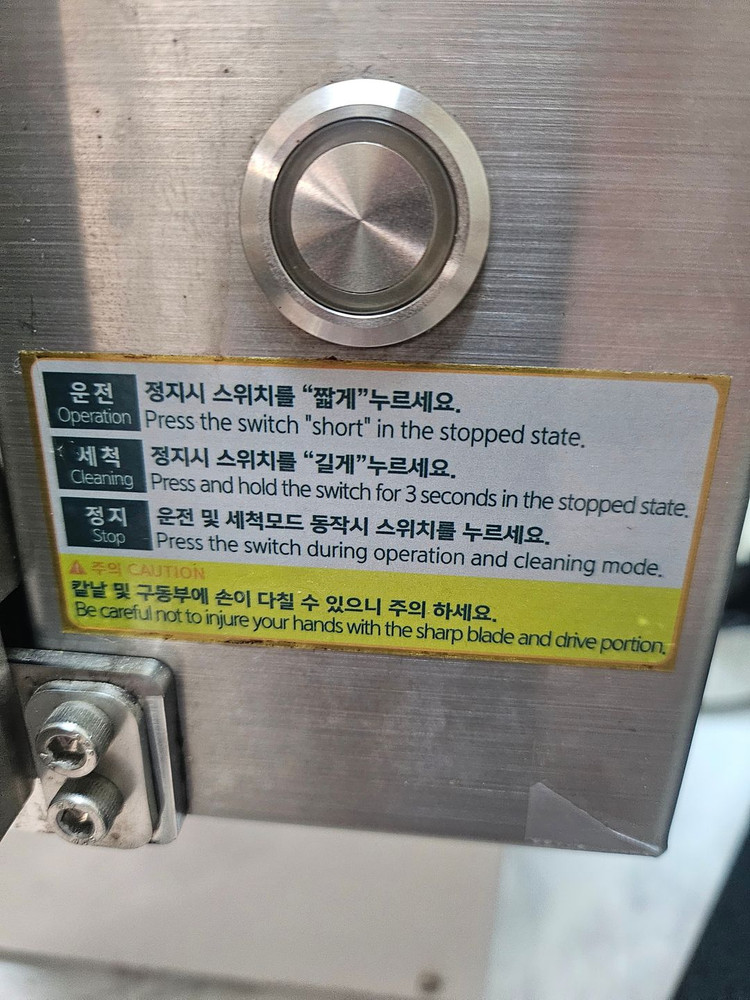 운전 정지시 스위치를 “짧게”누르세요.
Operation Press the switch "short" in the stopped state.
세척 정지시 스위치를 “길게”누르세요.
Cleaning Press and hold the switch for 3 seconds in the stopped state.
정지 운전 및 세척모드 동작시 스위치를 누르세요.
Stop Press the switch during operation and cleaning mode.
주의 CAUTION
칼날 및 구동부에 손이 다칠 수 있으니 주의 하세요.
Be careful not to injure your hands with the sharp blade and drive portion.